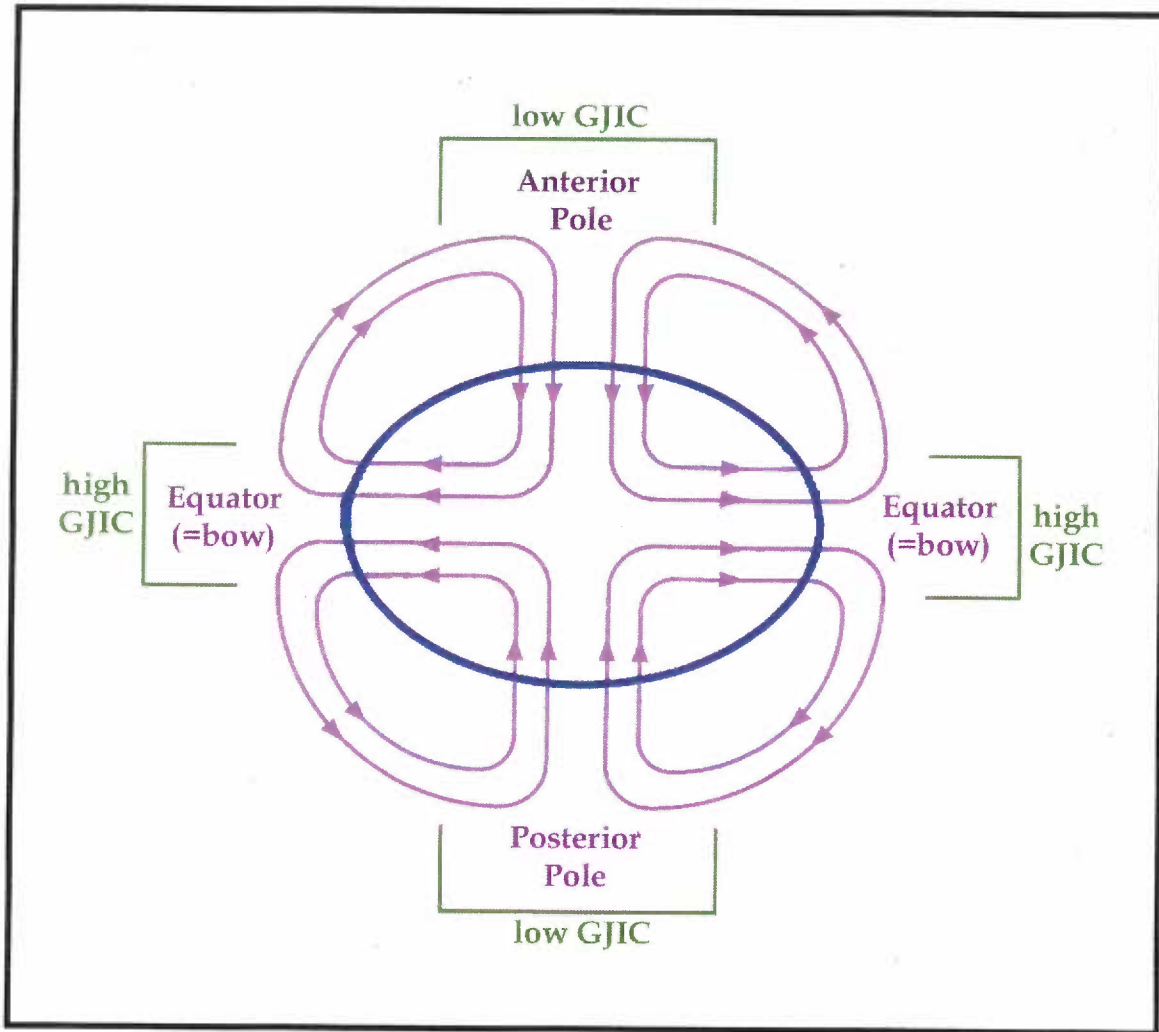 low GJIC
Anterior
Pole
high
GJIC
Equator
(=bow)
Equator
(=bow)
high
GJIC
Posterior
Pole
low GJIC